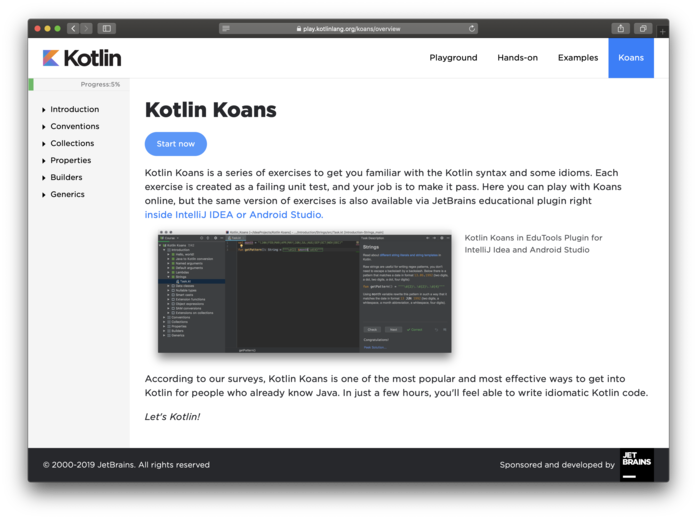 play.kotlinlang.org/koans/overview
Kotlin
Playground
Hands-on
Examples
Koans
Progress:5%
Introduction
Conventions
Collections
Properties
Builders
Generics
Kotlin Koans
Start now
Kotlin Koans is a series of exercises to get you familiar with the Kotlin syntax and some idioms. Each
exercise is created as a failing unit test, and your job is to make it pass. Here you can play with Koans
online, but the same version of exercises is also available via JetBrains educational plugin right
inside IntelliJ IDEA or Android Studio.
Strings
Kotlin Koans in EduTools Plugin for
IntelliJ Idea and Android Studio
According to our surveys, Kotlin Koans is one of the most popular and most effective ways to get into
Kotlin for people who already know Java. In just a few hours, you'll feel able to write idiomatic Kotlin code.
Let's Kotlin!
© 2000-2019 JetBrains. All rights reserved
Sponsored and developed by
JET
BRAINS